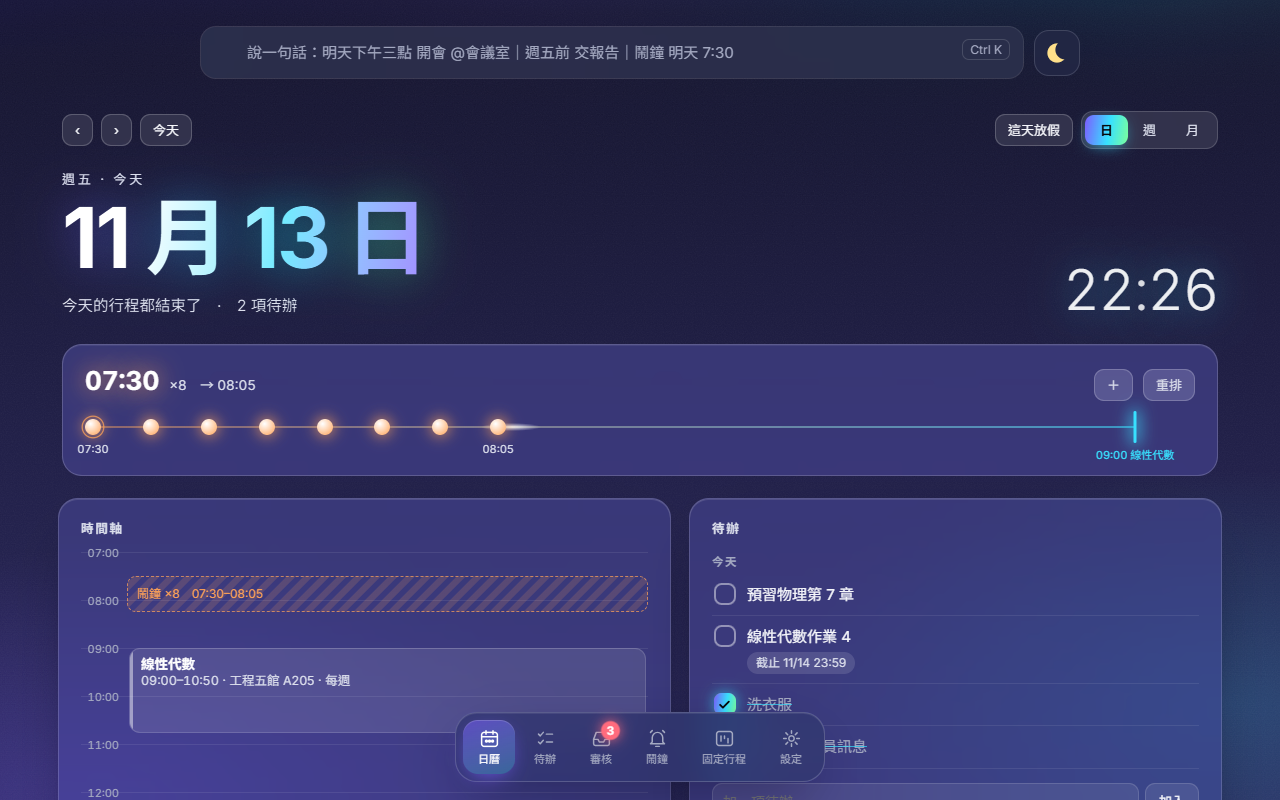 說一句話：明天下午三點 開會 @會議室｜週五前 交報告｜鬧鐘 明天 7:30
Ctrl K
‹ › 今天
這天放假 日 週 月
週五 · 今天
11 月 13 日
今天的行程都結束了 · 2 項待辦
22:26
07:30 ×8 →08:05
＋ 重排
07:30
08:05
09:00 線性代數
時間軸
07:00
鬧鐘 ×8 07:30–08:05
08:00
09:00
線性代數
09:00–10:50 · 工程五館 A205 · 每週
10:00
11:00
12:00
待辦
今天
預習物理第 7 章
線性代數作業 4
截止 11/14 23:59
洗衣服
員訊息
加入
日曆
待辦
3
審核
鬧鐘
固定行程
設定